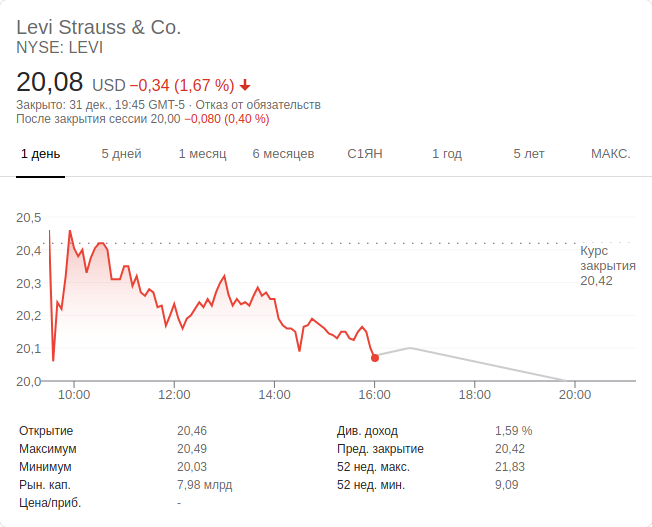 Levi Strauss & Co.
NYSE: LEVI
20,08 USD −0,34 (1,67 %)
Закрыто: 31 дек., 19:45 GMT-5 · Отказ от обязательств
После закрытия сессии 20,00 −0,080 (0,40 %)
1 день 5 дней 1 месяц 6 месяцев С1ЯН 1 год 5 лет МАКС.
20,5
20,4
20,3
20,2
20,1
20,0
Курс
закрытия
20,42
10:00 12:00 14:00 16:00 18:00 20:00
Открытие 20,46
Максимум 20,49
Минимум 20,03
Рын. кап. 7,98 млрд
Цена/приб. -
Див. доход 1,59 %
Пред. закрытие 20,42
52 нед. макс. 21,83
52 нед. мин. 9,09